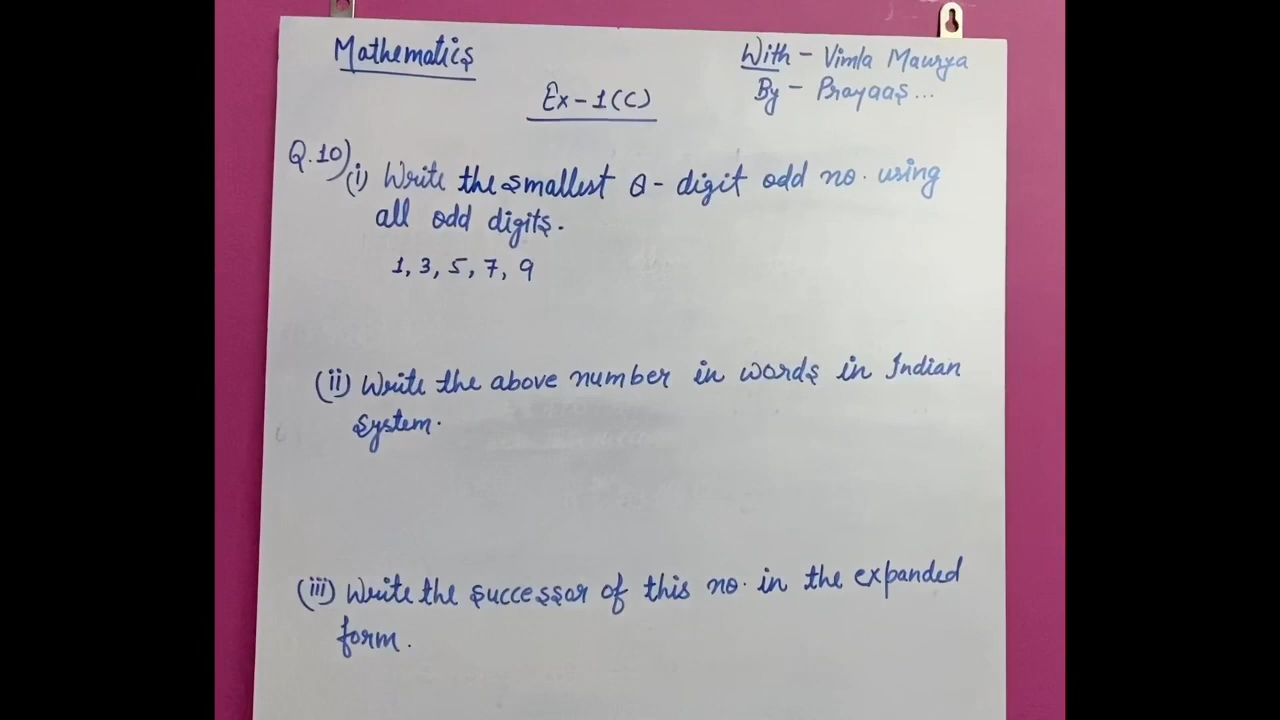 Mathematics
With - Vimla Maurya
By - Prayaas...
Ex-1(C)
Q.10) (i) Write the smallest 8-digit odd no. using
all odd digits.
1, 3, 5, 7, 9
(ii) Write the above number in words in Indian
system.
(iii) Write the successor of this no. in the expanded
form.